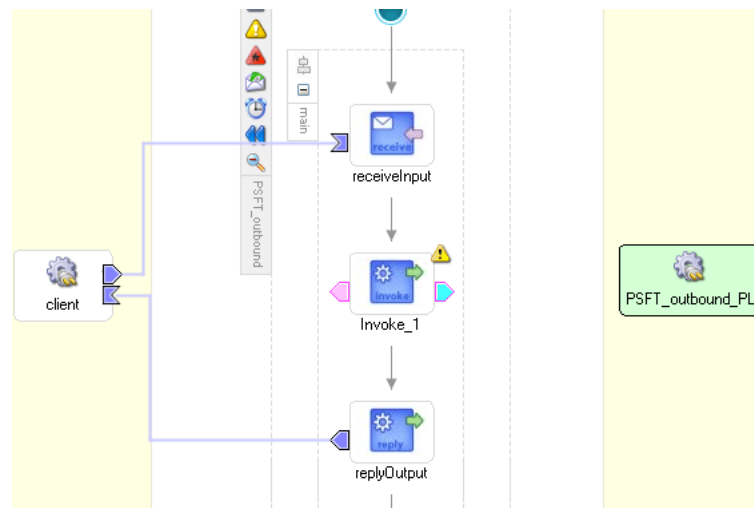 main
receive
receiveInput
PSFT_outbound
client
invoke
Invoke_1
PSFT_outbound_PL
reply
replyOutput